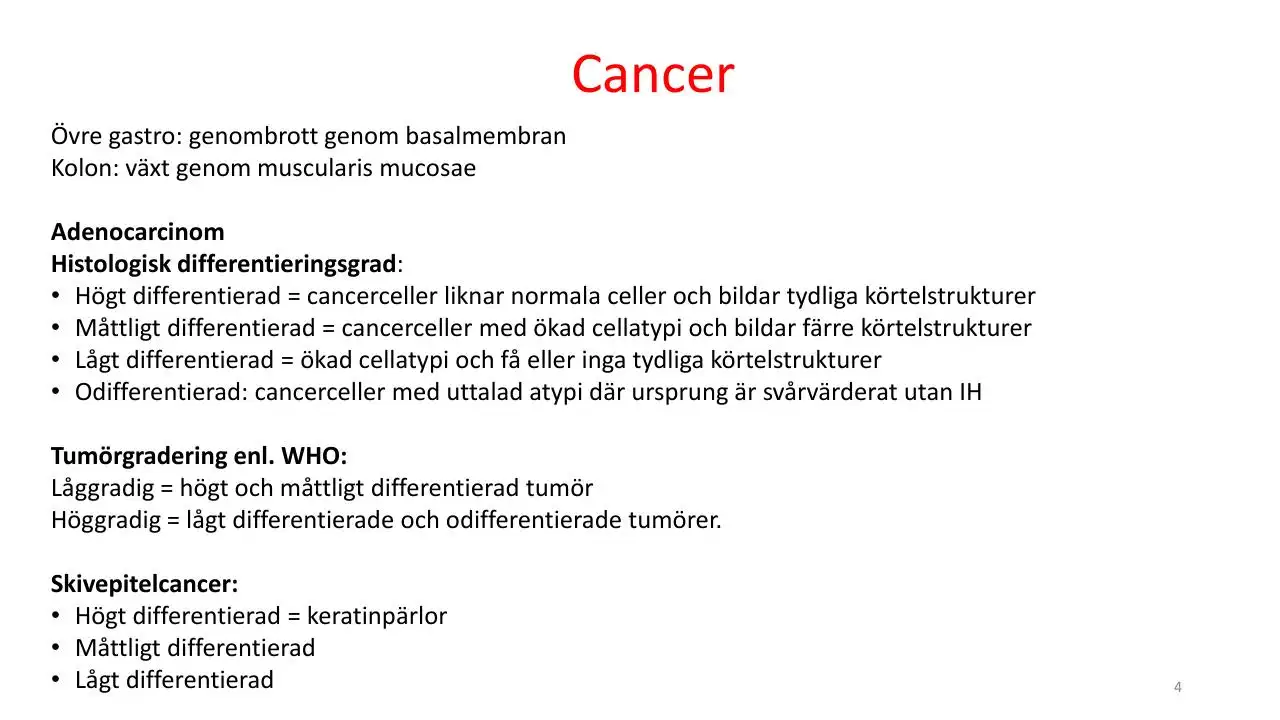 Cancer
Övre gastro: genombrott genom basalmembran
Kolon: växt genom muscularis mucosae
Adenocarcinom
Histologisk differentieringsgrad:
• Högt differentierad = cancerceller liknar normala celler och bildar tydliga körtelstrukturer
• Måttligt differentierad = cancerceller med ökad cellatypi och bildar färre körtelstrukturer
• Lågt differentierad = ökad cellatypi och få eller inga tydliga körtelstrukturer
• Odifferentierad: cancerceller med uttalad atypi där ursprung är svårvärderat utan IH
Tumörgradering enl. WHO:
Låggradig = högt och måttligt differentierad tumör
Höggradig = lågt differentierade och odifferentierade tumörer.
Skivepitelcancer:
• Högt differentierad = keratinpärlor
• Måttligt differentierad
• Lågt differentierad
4